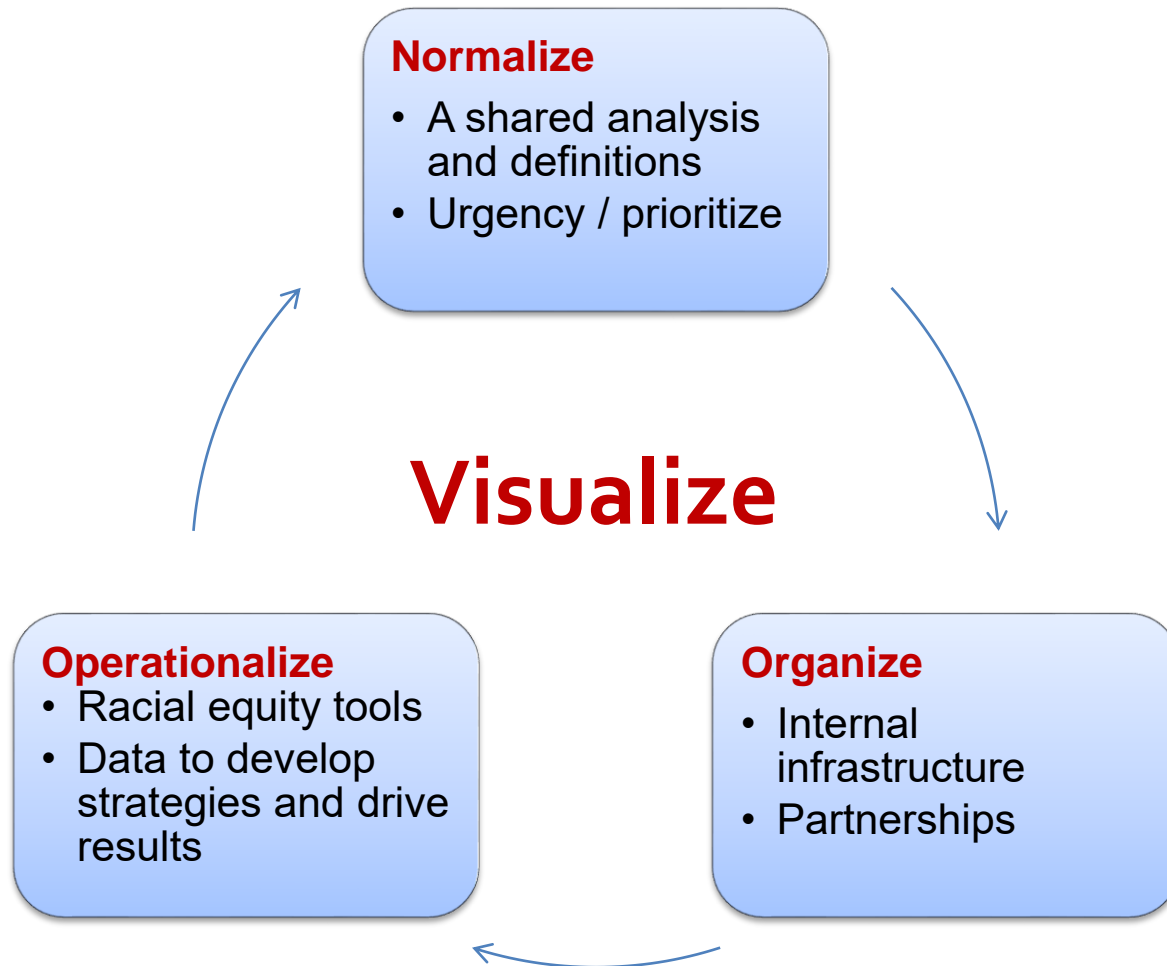 Normalize
• A shared analysis
and definitions
• Urgency / prioritize
Visualize
Operationalize
• Racial equity tools
• Data to develop
strategies and drive
results
Organize
• Internal
infrastructure
• Partnerships